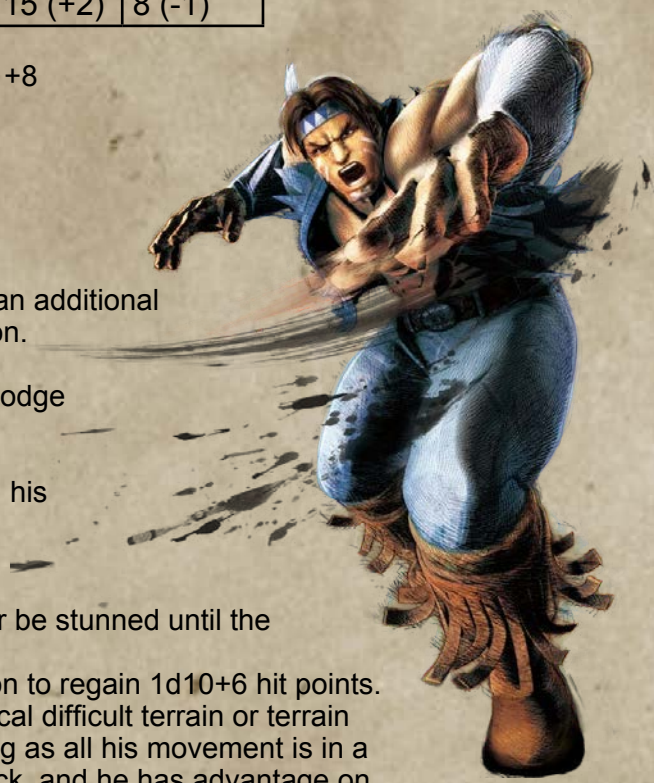 15 (+2) 8 (-1)
+8
an additional
on.
odge
his
r be stunned until the
on to regain 1d10+6 hit points.
cal difficult terrain or terrain
g as all his movement is in a
ck, and he has advantage on